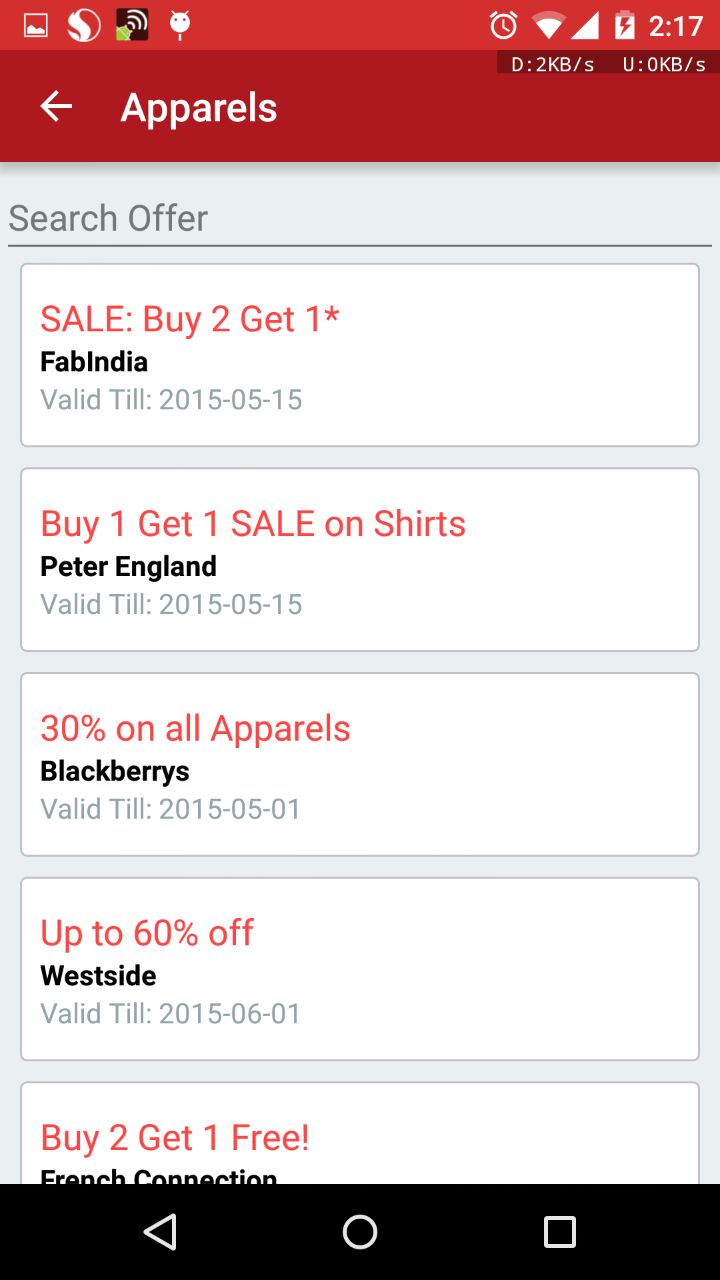 2:17
D:2KB/s U:0KB/s
Apparels
Search Offer
SALE: Buy 2 Get 1*
FabIndia
Valid Till: 2015-05-15
Buy 1 Get 1 SALE on Shirts
Peter England
Valid Till: 2015-05-15
30% on all Apparels
Blackberrys
Valid Till: 2015-05-01
Up to 60% off
Westside
Valid Till: 2015-06-01
Buy 2 Get 1 Free!
French Connection